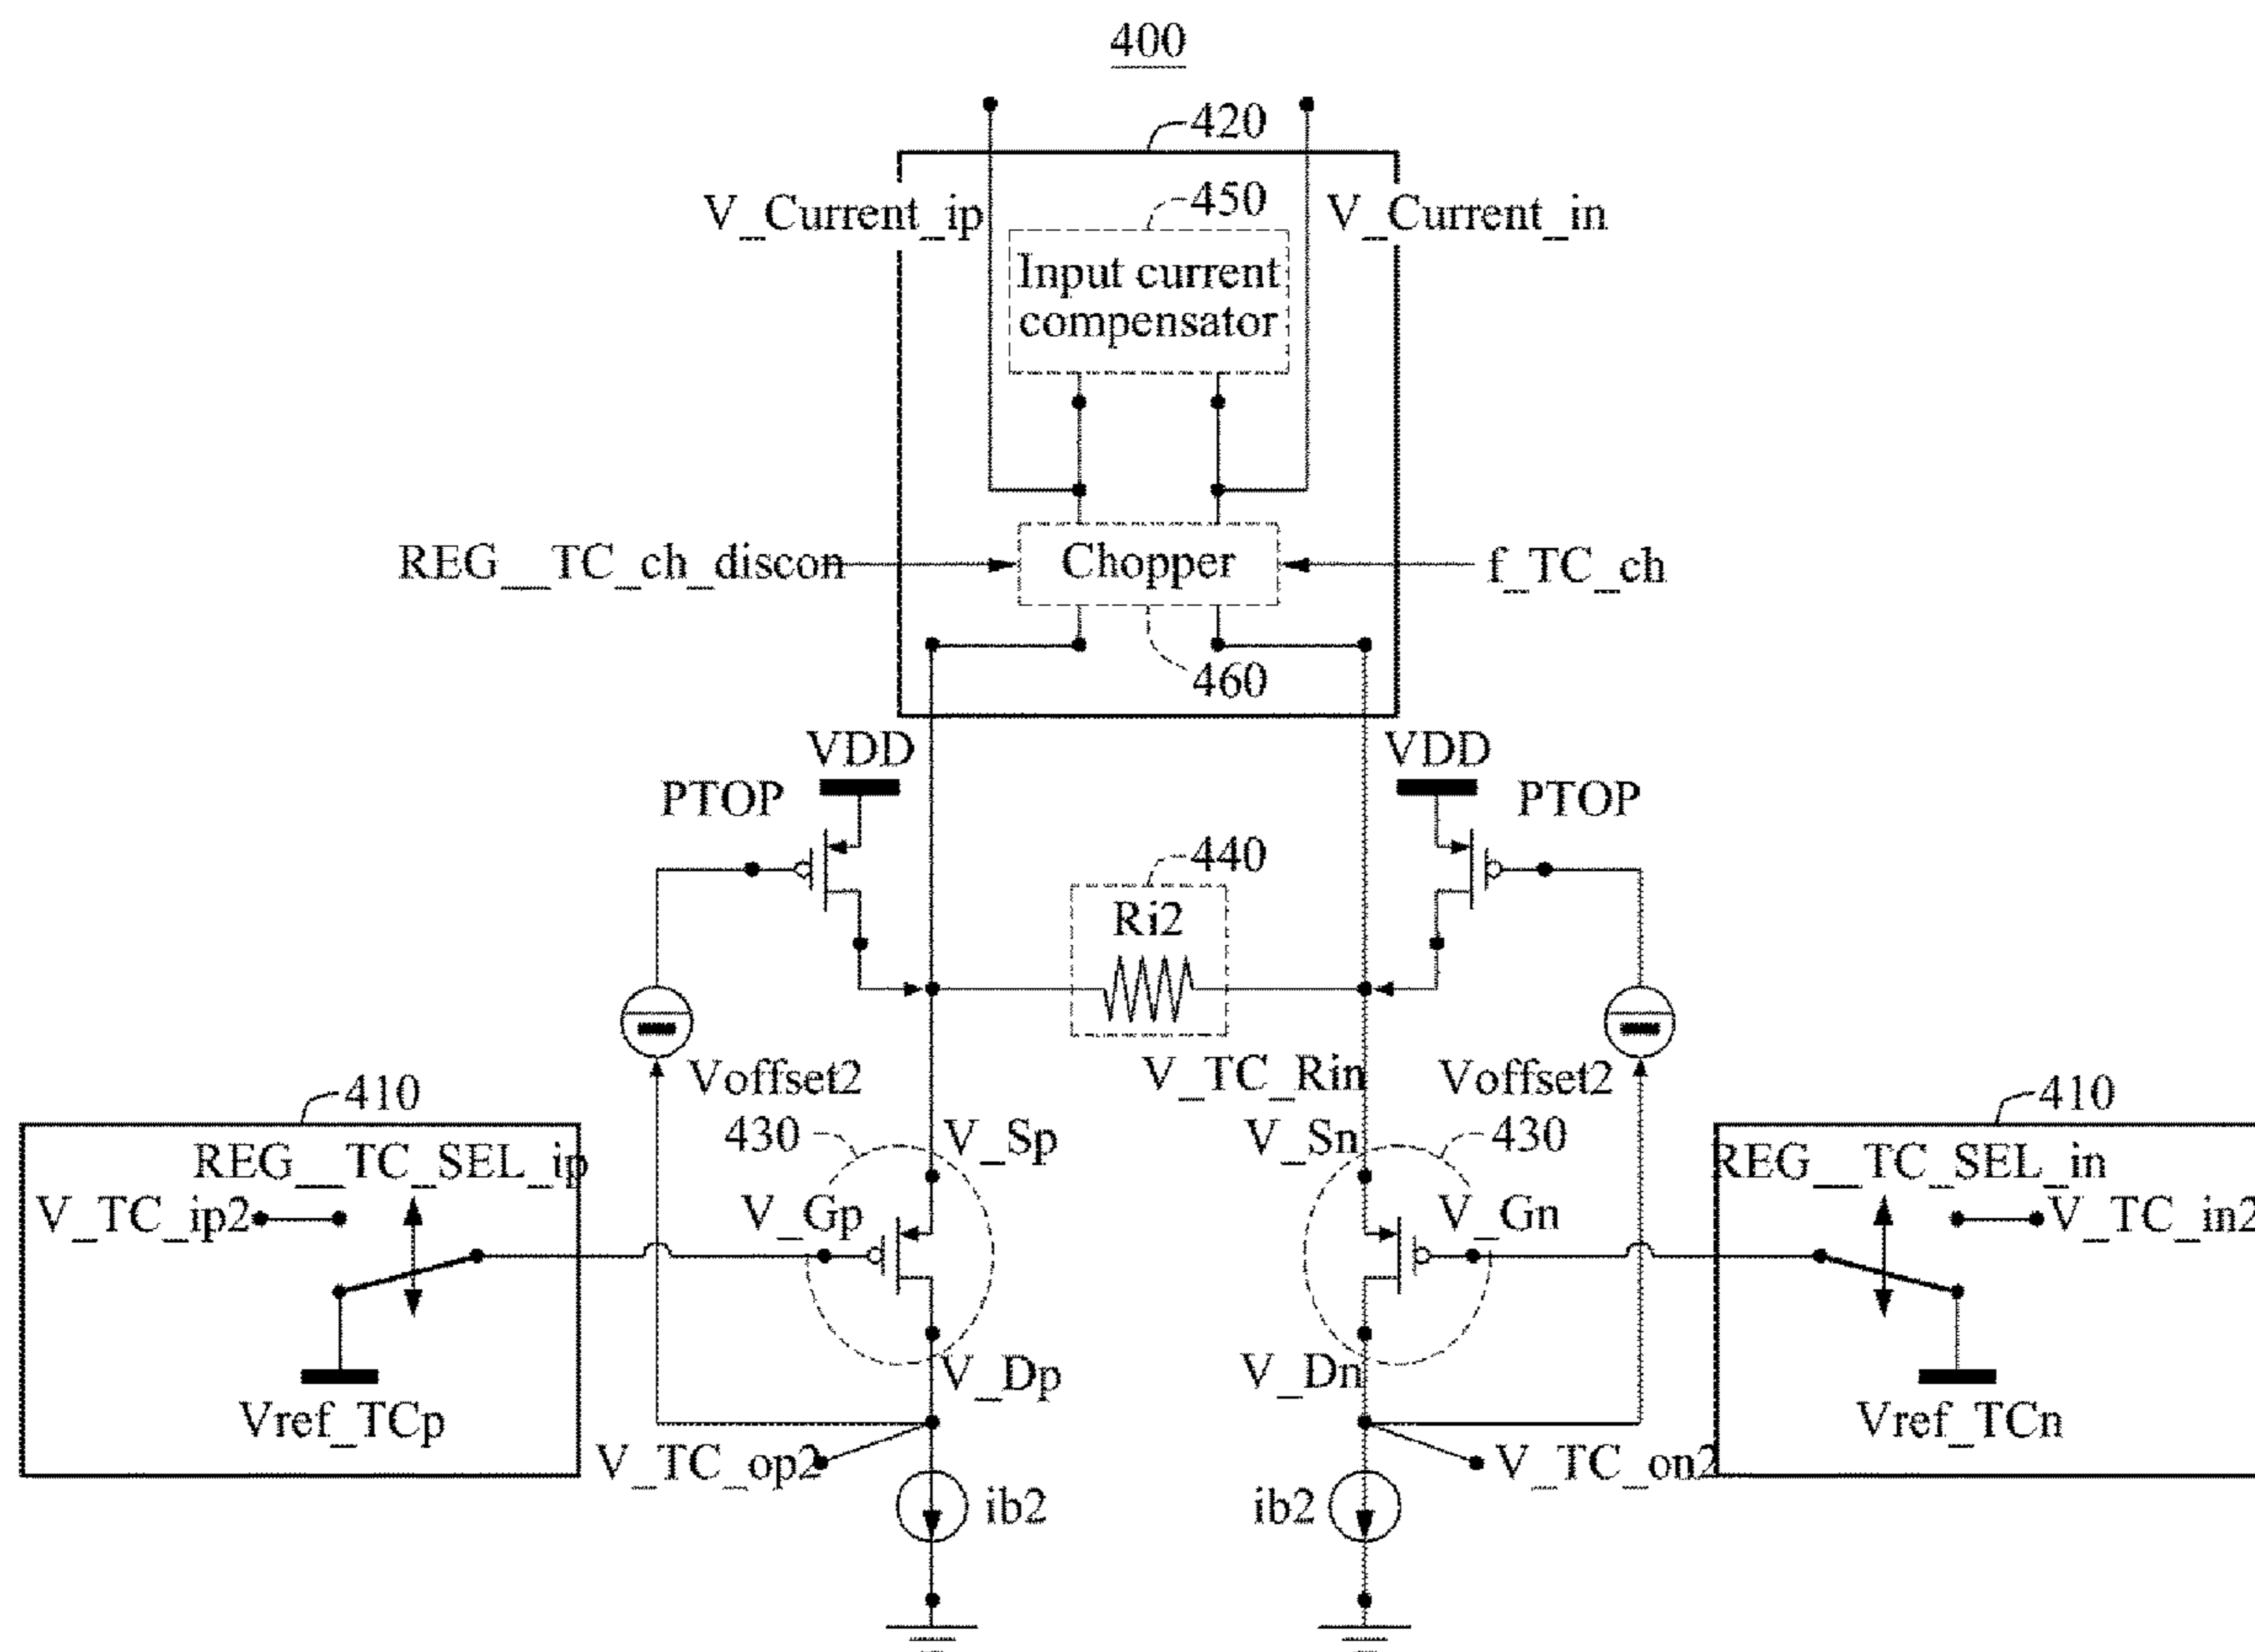 400
420
V_Current_ip
450
V_Current_in
Input current
compensator
REG__TC_ch_discon
Chopper
f_TC_ch
460
VDD
VDD
PTOP
PTOP
440
Ri2
Voffset2
V_TC_Rin
Voffset2
410
430
V_Sp
V_Sn
430
410
REG__TC_SEL_ip
REG__TC_SEL_in
V_TC_ip2
V_Gp
V_Gn
V_TC_in2
V_Dp
V_Dn
Vref_TCp
Vref_TCn
V_TC_op2
V_TC_on2
ib2
ib2